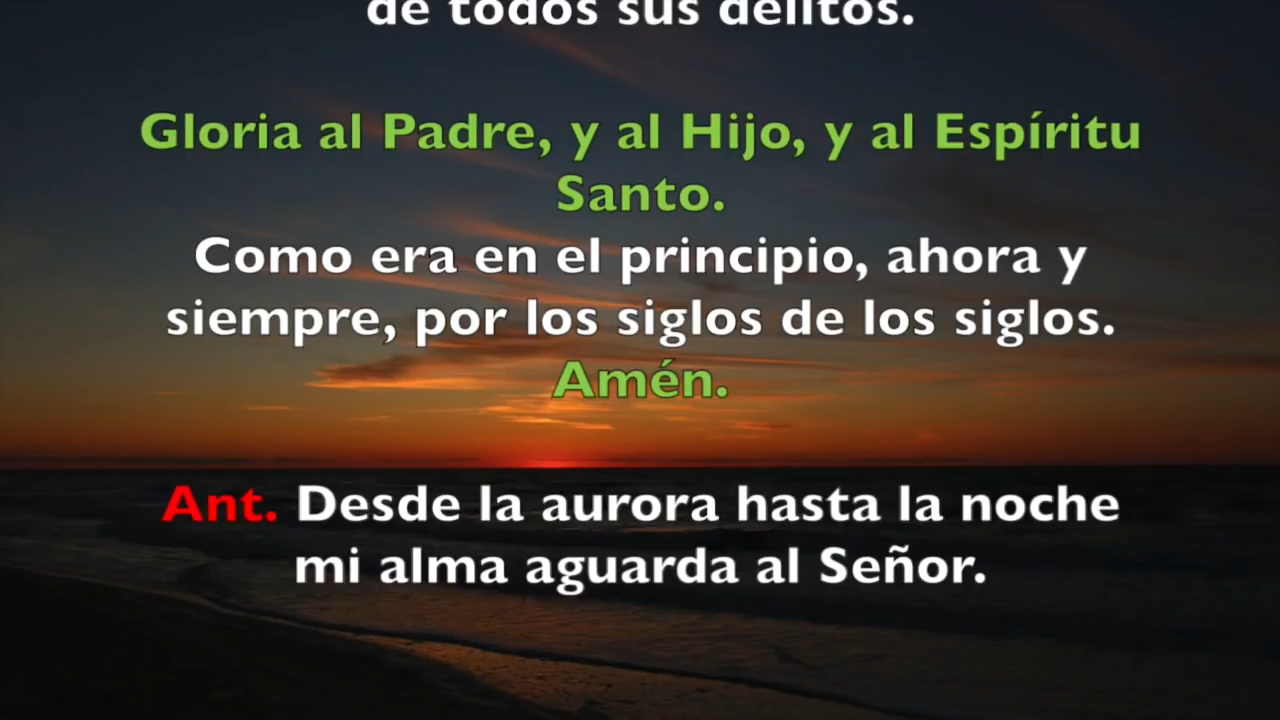 de todos sus delitos.
Gloria al Padre, y al Hijo, y al Espíritu
Santo.
Como era en el principio, ahora y
siempre, por los siglos de los siglos.
Amén.
Ant. Desde la aurora hasta la noche
mi alma aguarda al Señor.